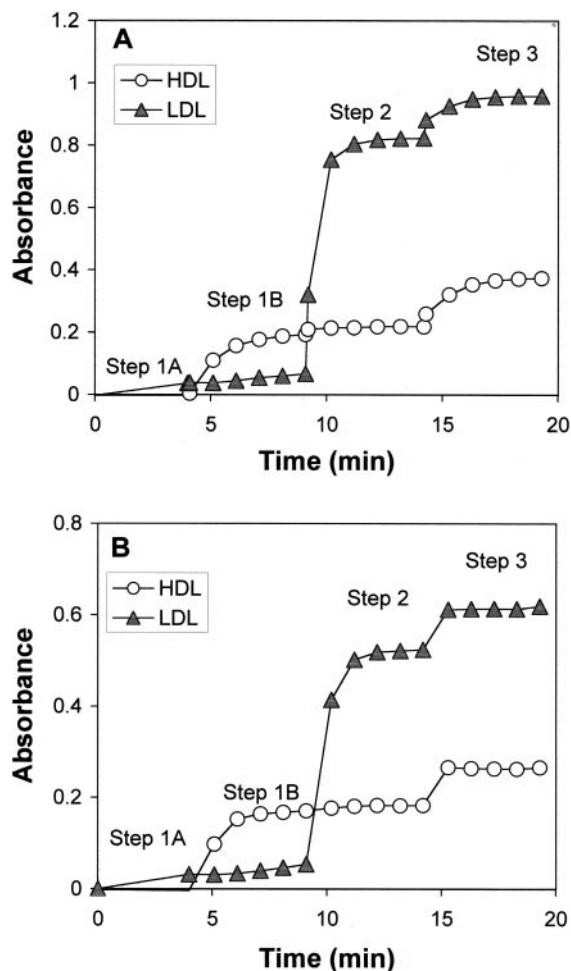 A
HDL
LDL
Step 1A
Step 1B
Step 2
Step 3
Absorbance
1.2
1
0.8
0.6
0.4
0.2
0
0 5 10 15 20
Time (min)
B
HDL
LDL
Step 1A
Step 1B
Step 2
Step 3
Absorbance
0.8
0.6
0.4
0.2
0
0 5 10 15 20
Time (min)